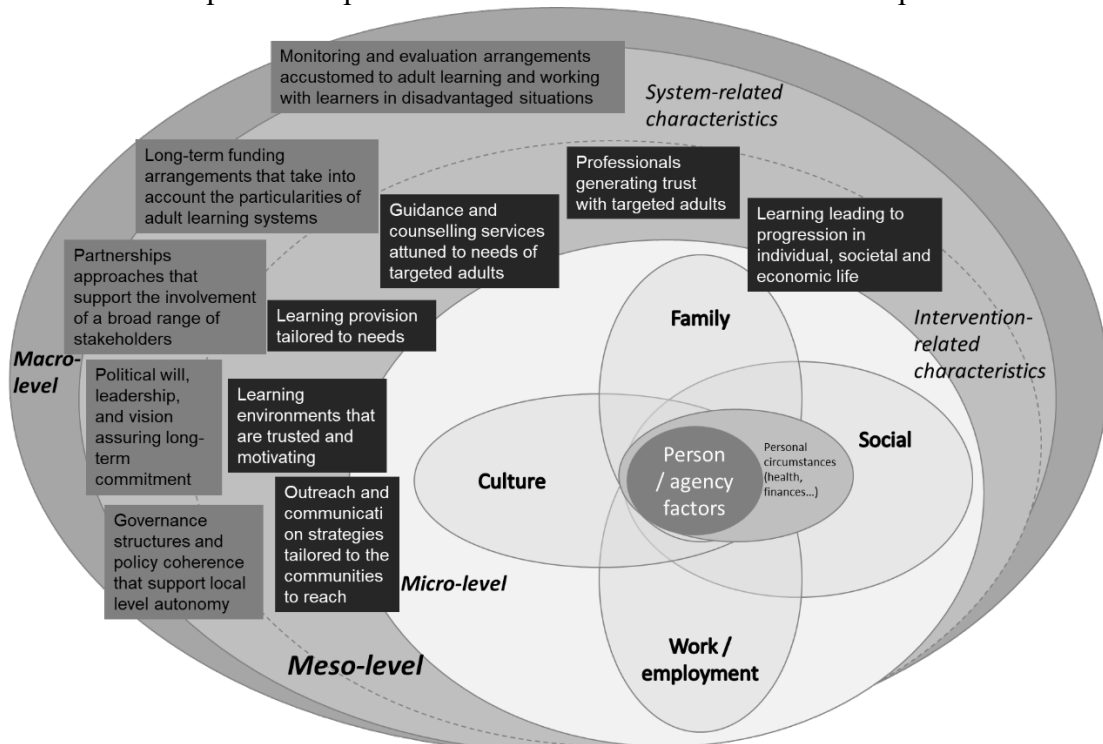 Monitoring and evaluation arrangements
accustomed to adult learning and working
with learners in disadvantaged situations
System-related
characteristics
Long-term funding
arrangements that take into
account the particularities of
adult learning systems
Guidance and
counselling services
attuned to needs of
targeted adults
Professionals
generating trust
with targeted adults
Learning leading to
progression in
individual, societal and
economic life
Partnerships
approaches that
support the involvement
of a broad range of
stakeholders
Learning provision
tailored to needs
Family
Intervention-
related
characteristics
Macro-
level
Political will,
leadership,
and vision
assuring long-
term
commitment
Learning
environments that
are trusted and
motivating
Culture
Person
/ agency
factors
Personal
circumstances
(health,
finances...)
Social
Governance
structures and
policy coherence
that support local
level autonomy
Outreach and
communicati
on strategies
tailored to the
communities
to reach
Micro-level
Work /
employment
Meso-level